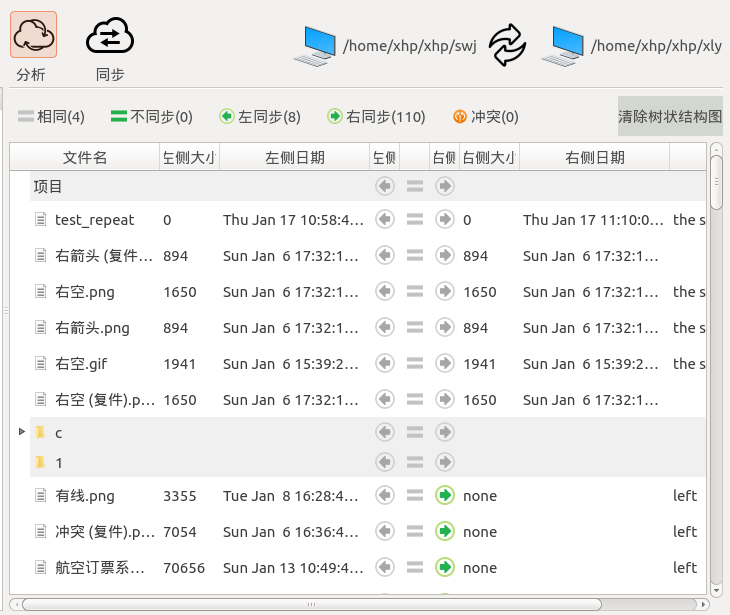 /home/xhp/xhp/swj /home/xhp/xhp/xly
分析 同步
相同(4) 不同步(0) 左同步(8) 右同步(110) 冲突(0) 清除树状结构图
文件名 左侧大小 左侧日期 左侧 右侧 右侧大小 右侧日期
项目
test_repeat 0 Thu Jan 17 10:58:4... 0 Thu Jan 17 11:10:0... the s
右箭头 (复件... 894 Sun Jan 6 17:32:1... 894 Sun Jan 6 17:32:1...
右空.png 1650 Sun Jan 6 17:32:1... 1650 Sun Jan 6 17:32:1... the s
右箭头.png 894 Sun Jan 6 17:32:1... 894 Sun Jan 6 17:32:1... the s
右空.gif 1941 Sun Jan 6 15:39:2... 1941 Sun Jan 6 15:39:2... the s
右空 (复件).p... 1650 Sun Jan 6 17:32:1... 1650 Sun Jan 6 17:32:1...
c
1
有线.png 3355 Tue Jan 8 16:28:4... none left
冲突 (复件).p... 7054 Sun Jan 6 16:36:4... none left
航空订票系... 70656 Sun Jan 13 10:49:4... none left